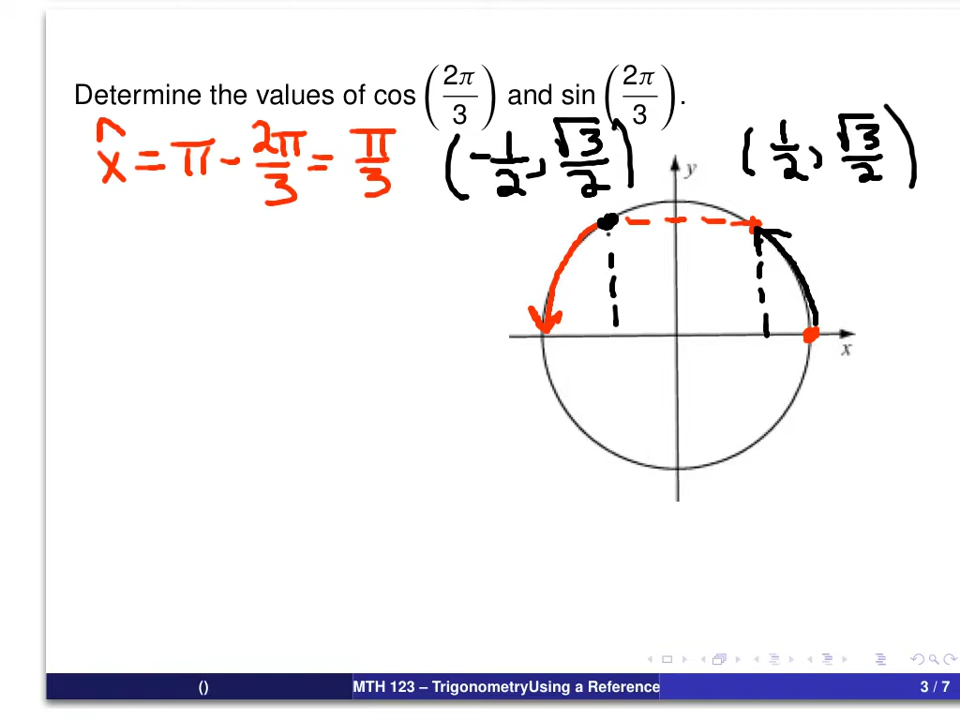 Determine the values of cos (2π/3) and sin (2π/3).
x̂ = π - 2π/3 = π/3
(-1/2, √3/2)
(1/2, √3/2)
y
x
() MTH 123 – TrigonometryUsing a Reference 3 / 7